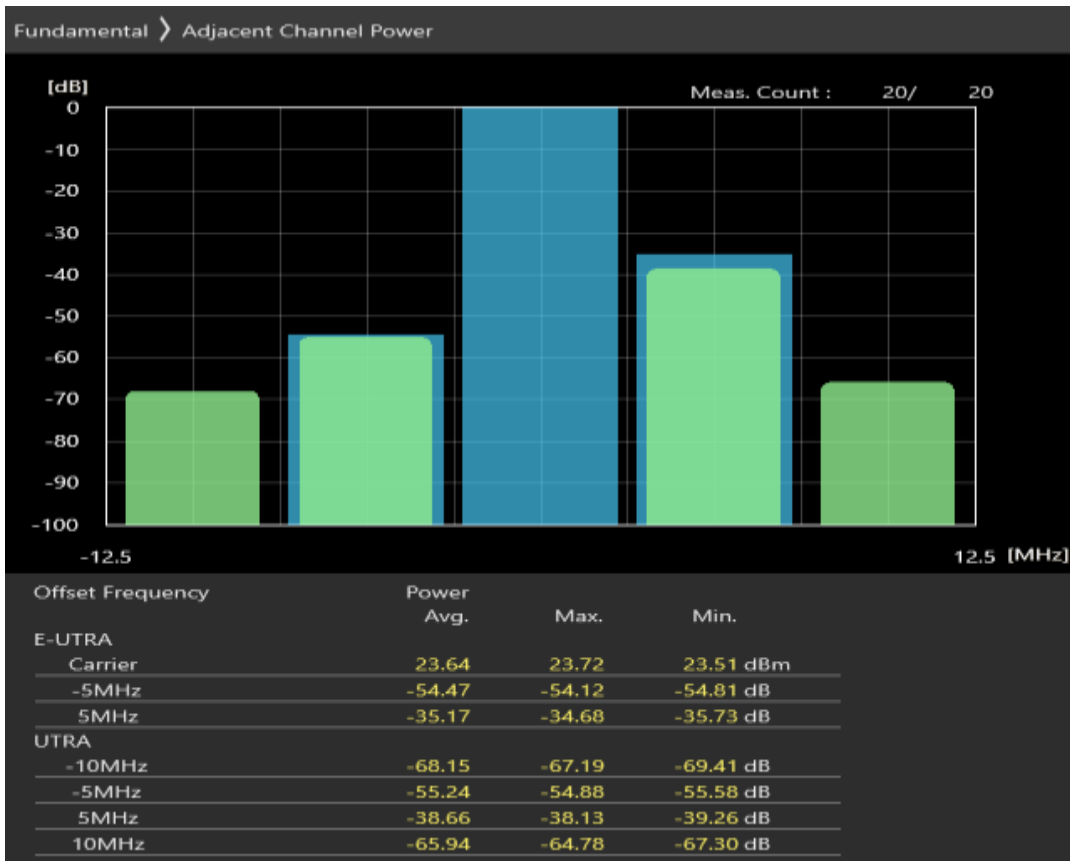 Fundamental 〉 Adjacent Channel Power
[dB]
Meas. Count : 20/ 20
0
-10
-20
-30
-40
-50
-60
-70
-80
-90
-100
-12.5 12.5 [MHz]
Offset Frequency Power
Avg. Max. Min.
E-UTRA
Carrier 23.64 23.72 23.51 dBm
-5MHz -54.47 -54.12 -54.81 dB
5MHz -35.17 -34.68 -35.73 dB
UTRA
-10MHz -68.15 -67.19 -69.41 dB
-5MHz -55.24 -54.88 -55.58 dB
5MHz -38.66 -38.13 -39.26 dB
10MHz -65.94 -64.78 -67.30 dB